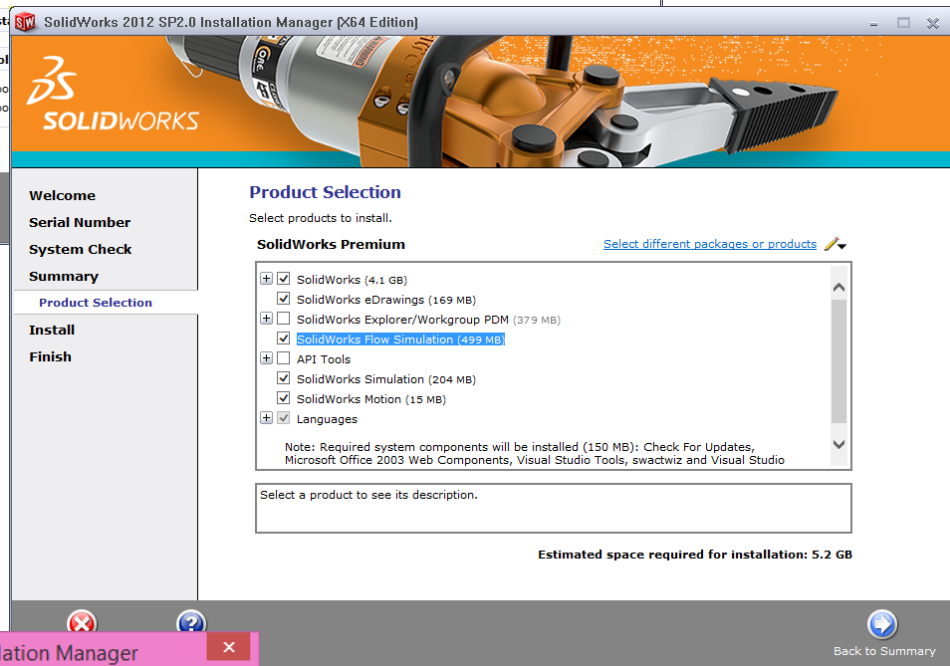 SolidWorks 2012 SP2.0 Installation Manager (X64 Edition)
SOLIDWORKS
Welcome
Serial Number
System Check
Summary
Product Selection
Install
Finish
Product Selection
Select products to install.
SolidWorks Premium
Select different packages or products
SolidWorks (4.1 GB)
SolidWorks eDrawings (169 MB)
SolidWorks Explorer/Workgroup PDM (379 MB)
SolidWorks Flow Simulation (499 MB)
API Tools
SolidWorks Simulation (204 MB)
SolidWorks Motion (15 MB)
Languages
Note: Required system components will be installed (150 MB): Check For Updates,
Microsoft Office 2003 Web Components, Visual Studio Tools, swactwiz and Visual Studio
Select a product to see its description.
Estimated space required for installation: 5.2 GB
Back to Summary
lation Manager